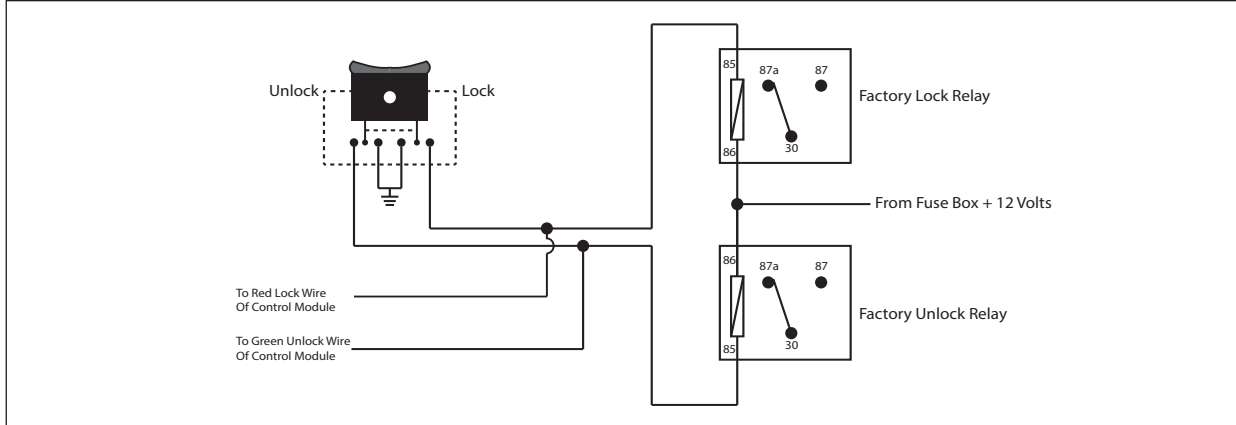 Unlock
Lock
85
87a
87
Factory Lock Relay
86
30
From Fuse Box + 12 Volts
86
87a
87
To Red Lock Wire
Of Control Module
Factory Unlock Relay
To Green Unlock Wire
Of Control Module
85
30